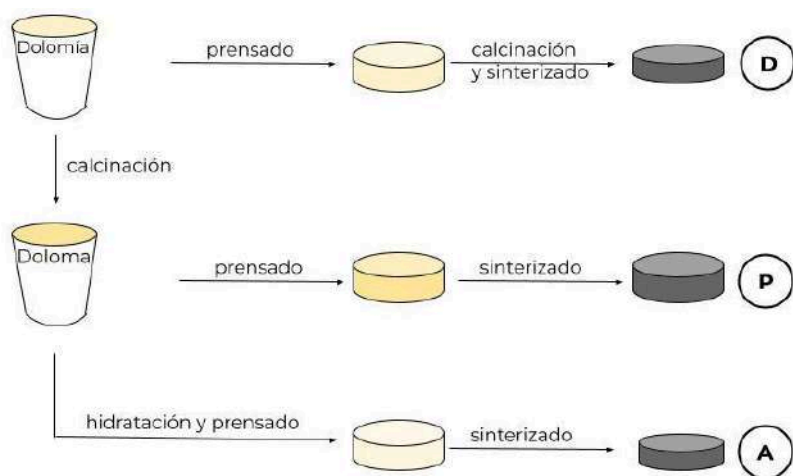 Dolomía
prensado
calcinación
y sinterizado
D
calcinación
Doloma
prensado
sinterizado
P
hidratación y prensado
sinterizado
A